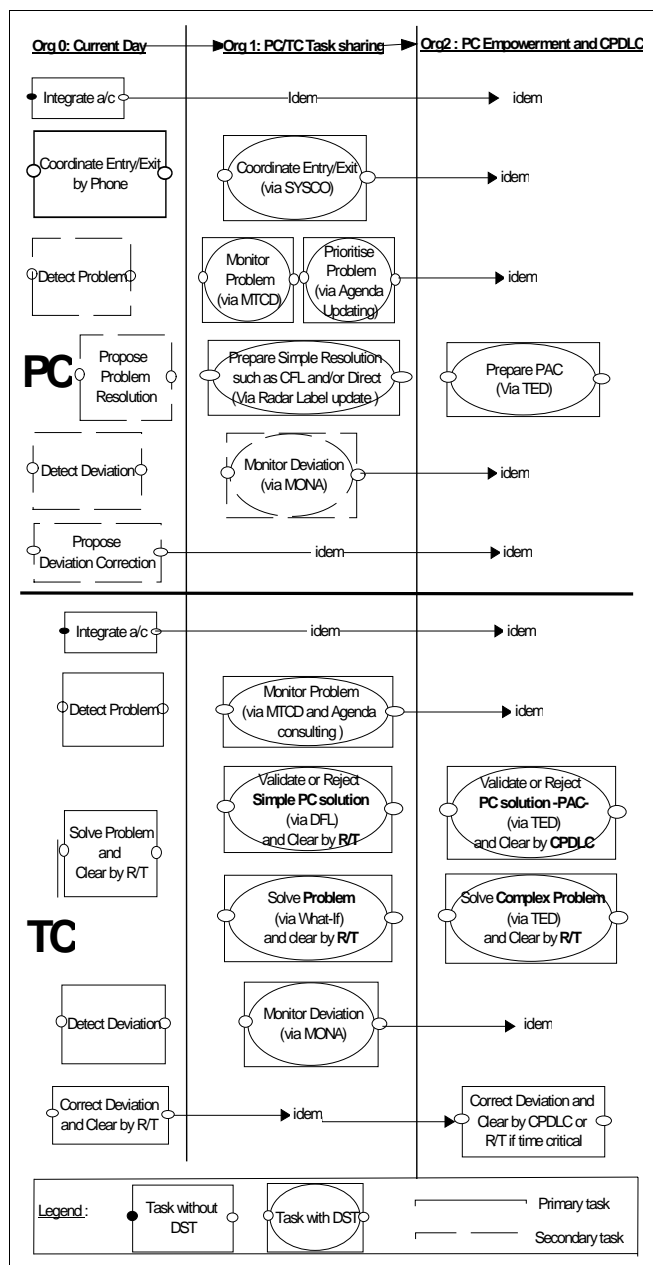 Org 0: Current Day Org 1: PC/TC Task sharing Org2 : PC Empowerment and CPDLC
Integrate a/c Idem idem
Coordinate Entry/Exit
by Phone
Coordinate Entry/Exit
(via SYSCO)
idem
Detect Problem
Monitor
Problem
(via MTCD)
Prioritise
Problem
(via Agenda
Updating)
idem
PC
Propose
Problem
Resolution
Prepare Simple Resolution
such as CFL and/or Direct
(Via Radar Label update )
Prepare PAC
(Via TED)
Detect Deviation
Monitor Deviation
(via MONA)
idem
Propose
Deviation Correction
idem idem
Integrate a/c idem idem
Detect Problem
Monitor Problem
(via MTCD and Agenda
consulting )
idem
Solve Problem
and
Clear by R/T
Validate or Reject
Simple PC solution
(via DFL)
and Clear by R/T
Validate or Reject
PC solution -PAC-
(via TED)
and Clear by CPDLC
TC
Solve Problem
(via What-If)
and clear by R/T
Solve Complex Problem
(via TED)
and Clear by R/T
Detect Deviation
Monitor Deviation
(via MONA)
idem
Correct Deviation
and Clear by R/T
idem
Correct Deviation and
Clear by CPDLC or
R/T if time critical
Legend :
Task without
DST
Task with DST
Primary task
Secondary task